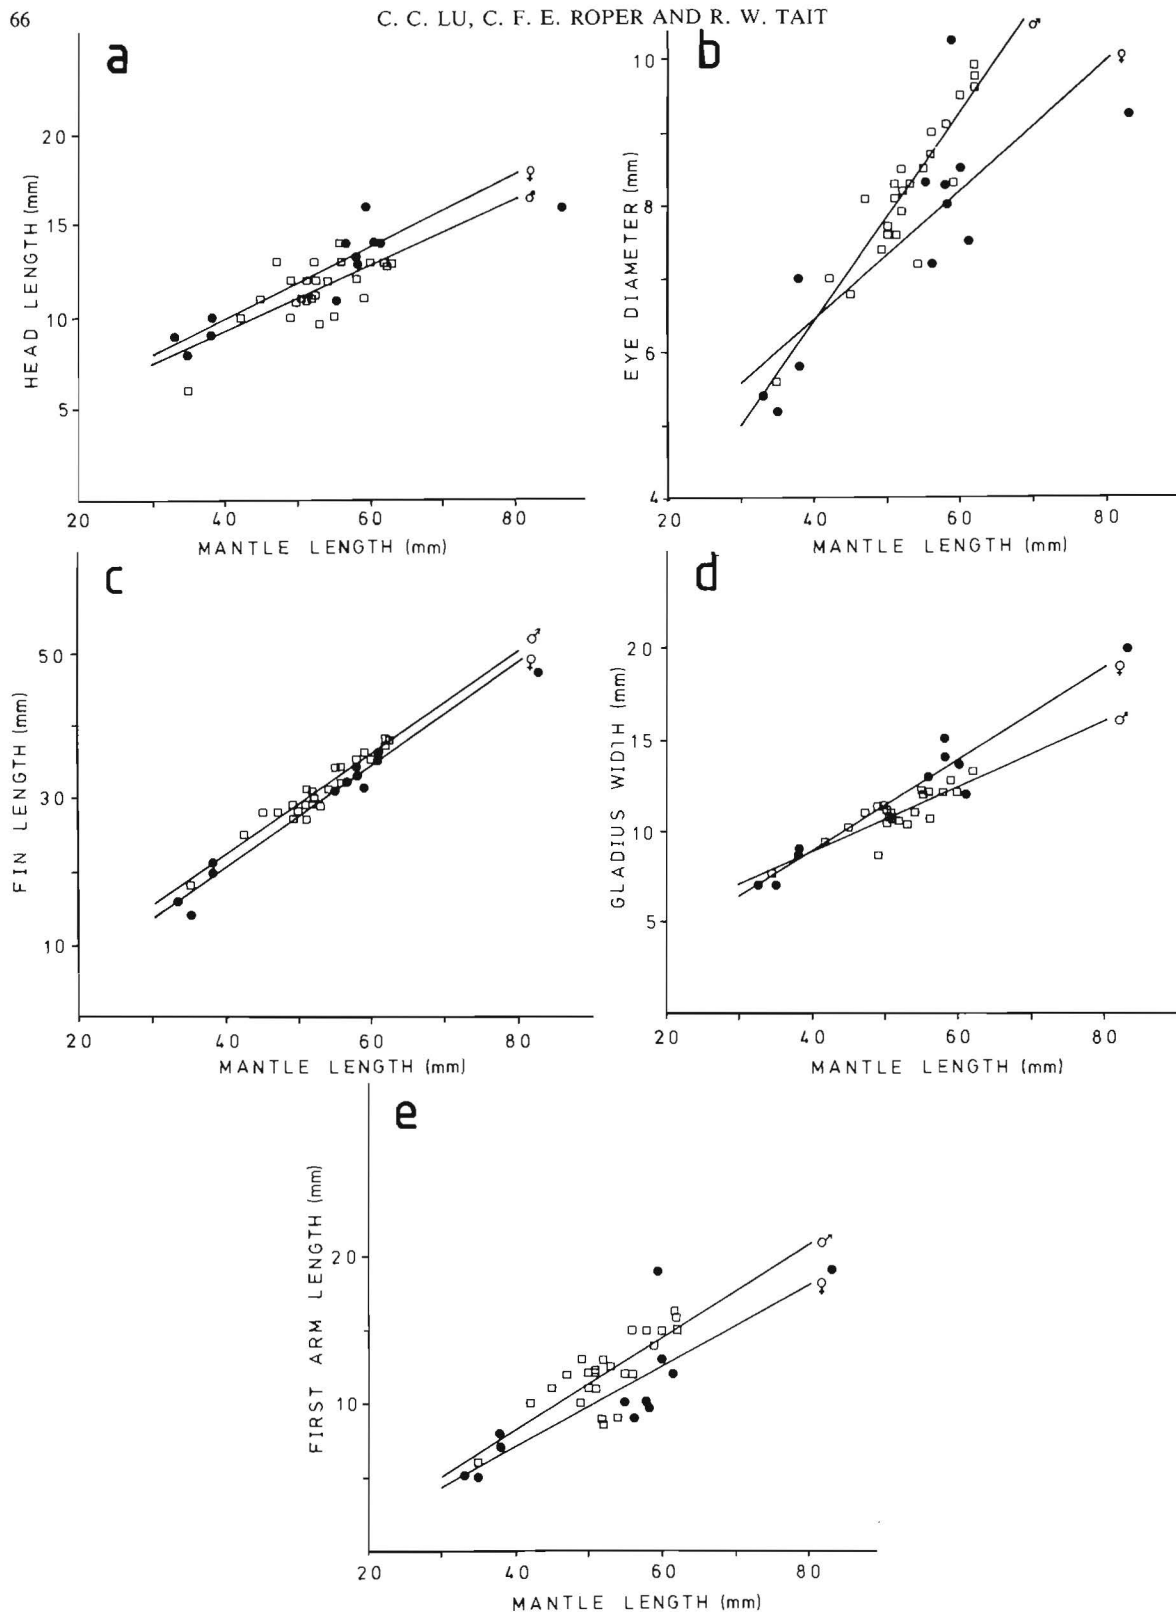 66
C. C. LU, C. F. E. ROPER AND R. W. TAIT
a
20
15
10
5
HEAD LENGTH (mm)
♀
♂
20 40 60 80
MANTLE LENGTH (mm)
b
10
8
6
4
EYE DIAMETER (mm)
♂
♀
20 40 60 80
MANTLE LENGTH (mm)
c
50
30
10
FIN LENGTH (mm)
♂
♀
20 40 60 80
MANTLE LENGTH (mm)
d
20
15
10
5
GLADIUS WIDTH (mm)
♀
♂
20 40 60 80
MANTLE LENGTH (mm)
e
20
10
FIRST ARM LENGTH (mm)
♂
♀
20 40 60 80
MANTLE LENGTH (mm)